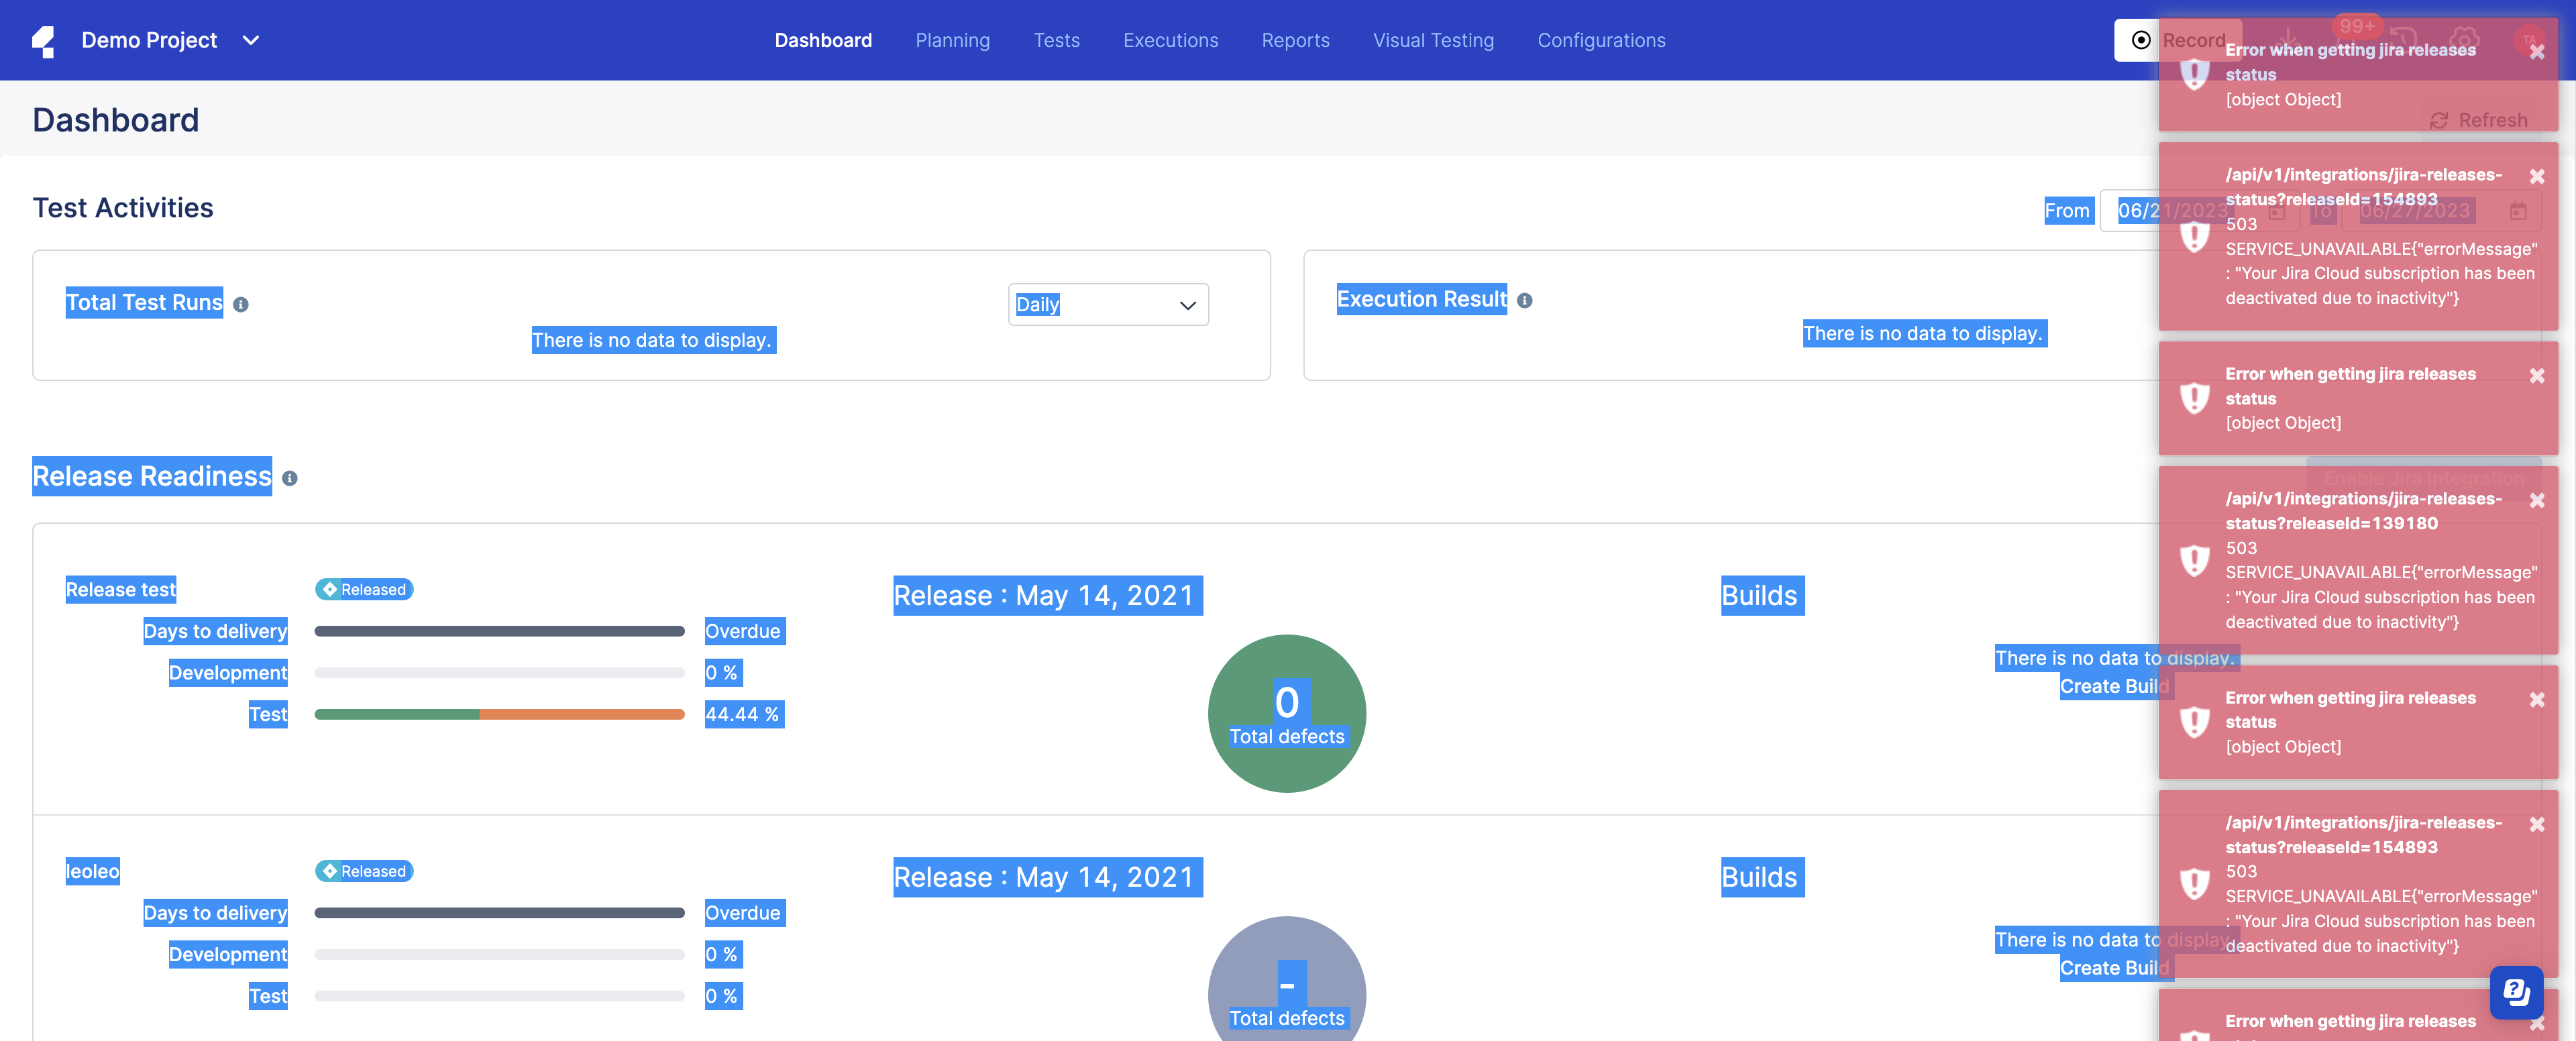 Demo Project
Dashboard
Planning
Tests
Executions
Reports
Visual Testing
Configurations
Record
99+
TA
Dashboard
Refresh
Test Activities
From
06/21/2023
To
06/27/2023
Total Test Runs
Daily
There is no data to display.
Execution Result
There is no data to display.
Release Readiness
Enable Jira Integration
Release test
Released
Days to delivery
Overdue
Development
0 %
Test
44.44 %
Release : May 14, 2021
0
Total defects
Builds
There is no data to display.
Create Build
leoleo
Released
Days to delivery
Overdue
Development
0 %
Test
0 %
Release : May 14, 2021
-
Total defects
Builds
There is no data to display.
Create Build
Error when getting jira releases
status
[object Object]
/api/v1/integrations/jira-releases-
status?releaseId=154893
503
SERVICE_UNAVAILABLE{"errorMessage"
: "Your Jira Cloud subscription has been
deactivated due to inactivity"}
Error when getting jira releases
status
[object Object]
/api/v1/integrations/jira-releases-
status?releaseId=139180
503
SERVICE_UNAVAILABLE{"errorMessage"
: "Your Jira Cloud subscription has been
deactivated due to inactivity"}
Error when getting jira releases
status
[object Object]
/api/v1/integrations/jira-releases-
status?releaseId=154893
503
SERVICE_UNAVAILABLE{"errorMessage"
: "Your Jira Cloud subscription has been
deactivated due to inactivity"}
Error when getting jira releases